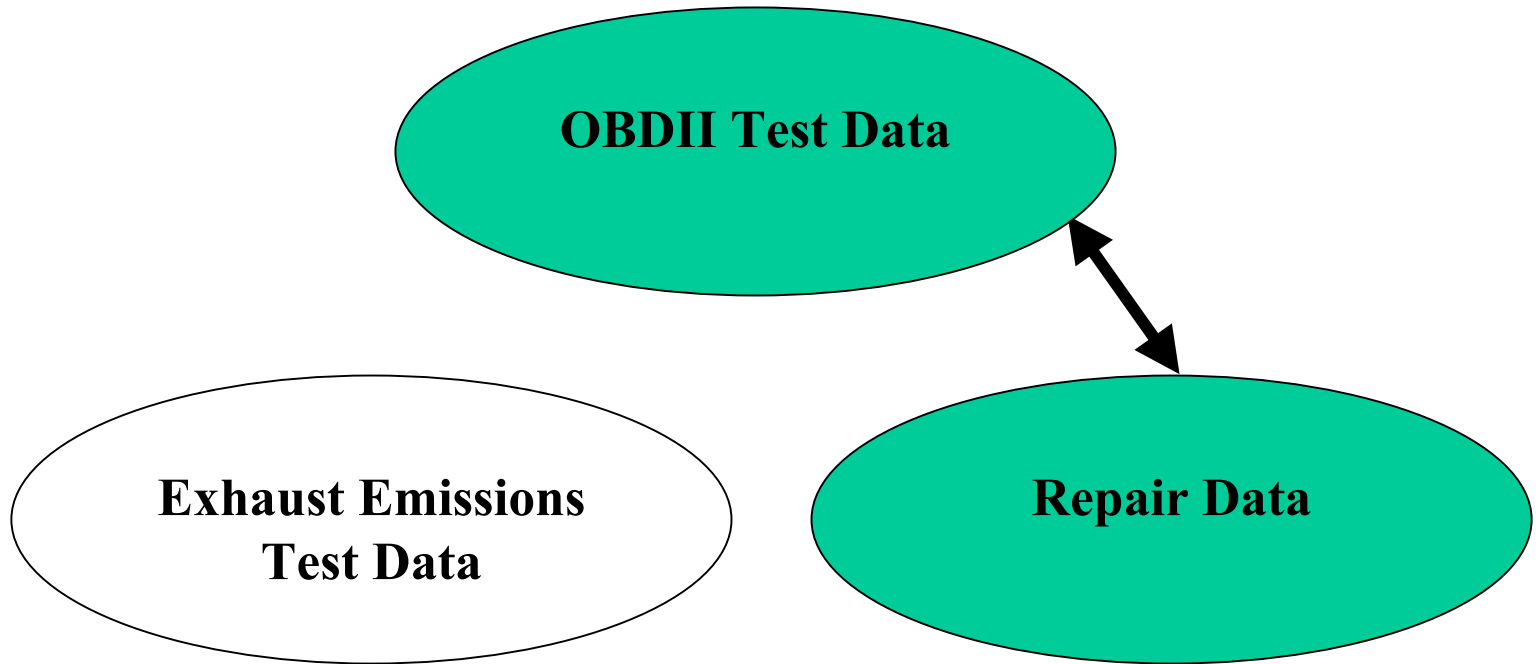 OBDII Test Data
Exhaust Emissions
Test Data
Repair Data